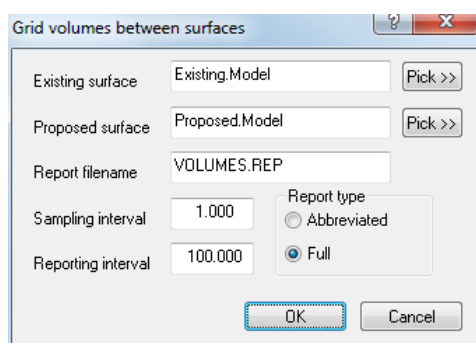 Grid volumes between surfaces
?
Existing surface Existing.Model Pick >>
Proposed surface Proposed.Model Pick >>
Report filename VOLUMES.REP
Sampling interval 1.000
Reporting interval 100.000
Report type
Abbreviated
Full
OK Cancel